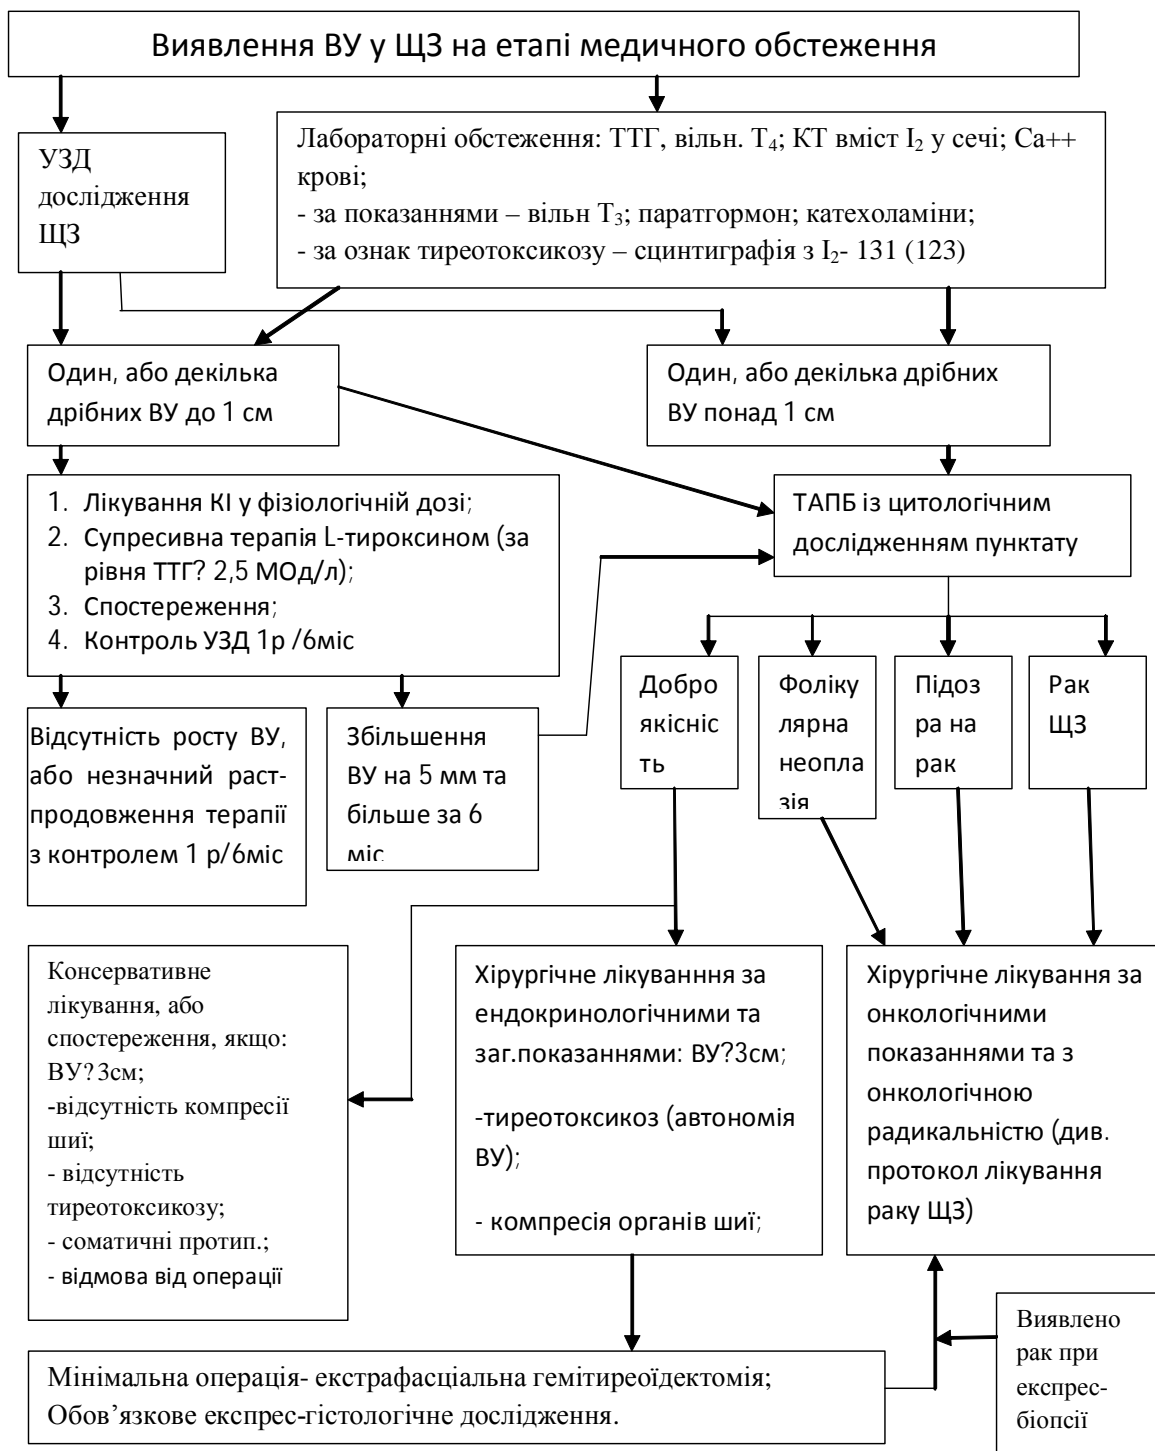 Виявлення ВУ у ЩЗ на етапі медичного обстеження
УЗД
дослідження
ЩЗ
Лабораторні обстеження: ТТГ, вільн. Т₄; КТ вміст І₂ у сечі; Са++
крові;
- за показаннями – вільн Т₃; паратгормон; катехоламіни;
- за ознак тиреотоксикозу – сцинтиграфія з І₂- 131 (123)
Один, або декілька
дрібних ВУ до 1 см
Один, або декілька дрібних
ВУ понад 1 см
1. Лікування КІ у фізіологічній дозі;
2. Супресивна терапія L-тироксином (за
рівня ТТГ? 2,5 МОд/л);
3. Спостереження;
4. Контроль УЗД 1р /6міс
ТАПБ із цитологічним
дослідженням пунктату
Добро
якісніс
ть
Фоліку
лярна
неопла
зія
Підоз
ра на
рак
Рак
ЩЗ
Відсутність росту ВУ,
або незначний раст-
продовження терапії
з контролем 1 р/6міс
Збільшення
ВУ на 5 мм та
більше за 6
міс
Консервативне
лікування, або
спостереження, якщо:
ВУ?3см;
-відсутність компресії
шиї;
- відсутність
тиреотоксикозу;
- соматичні протип.;
- відмова від операції
Хірургічне лікуванння за
ендокринологічними та
заг.показаннями: ВУ?3см;
-тиреотоксикоз (автономія
ВУ);
- компресія органів шиї;
Хірургічне лікування за
онкологічними
показаннями та з
онкологічною
радикальністю (див.
протокол лікування
раку ЩЗ)
Мінімальна операція- екстрафасціальна гемітиреоїдектомія;
Обов’язкове експрес-гістологічне дослідження.
Виявлено
рак при
експрес-
біопсії